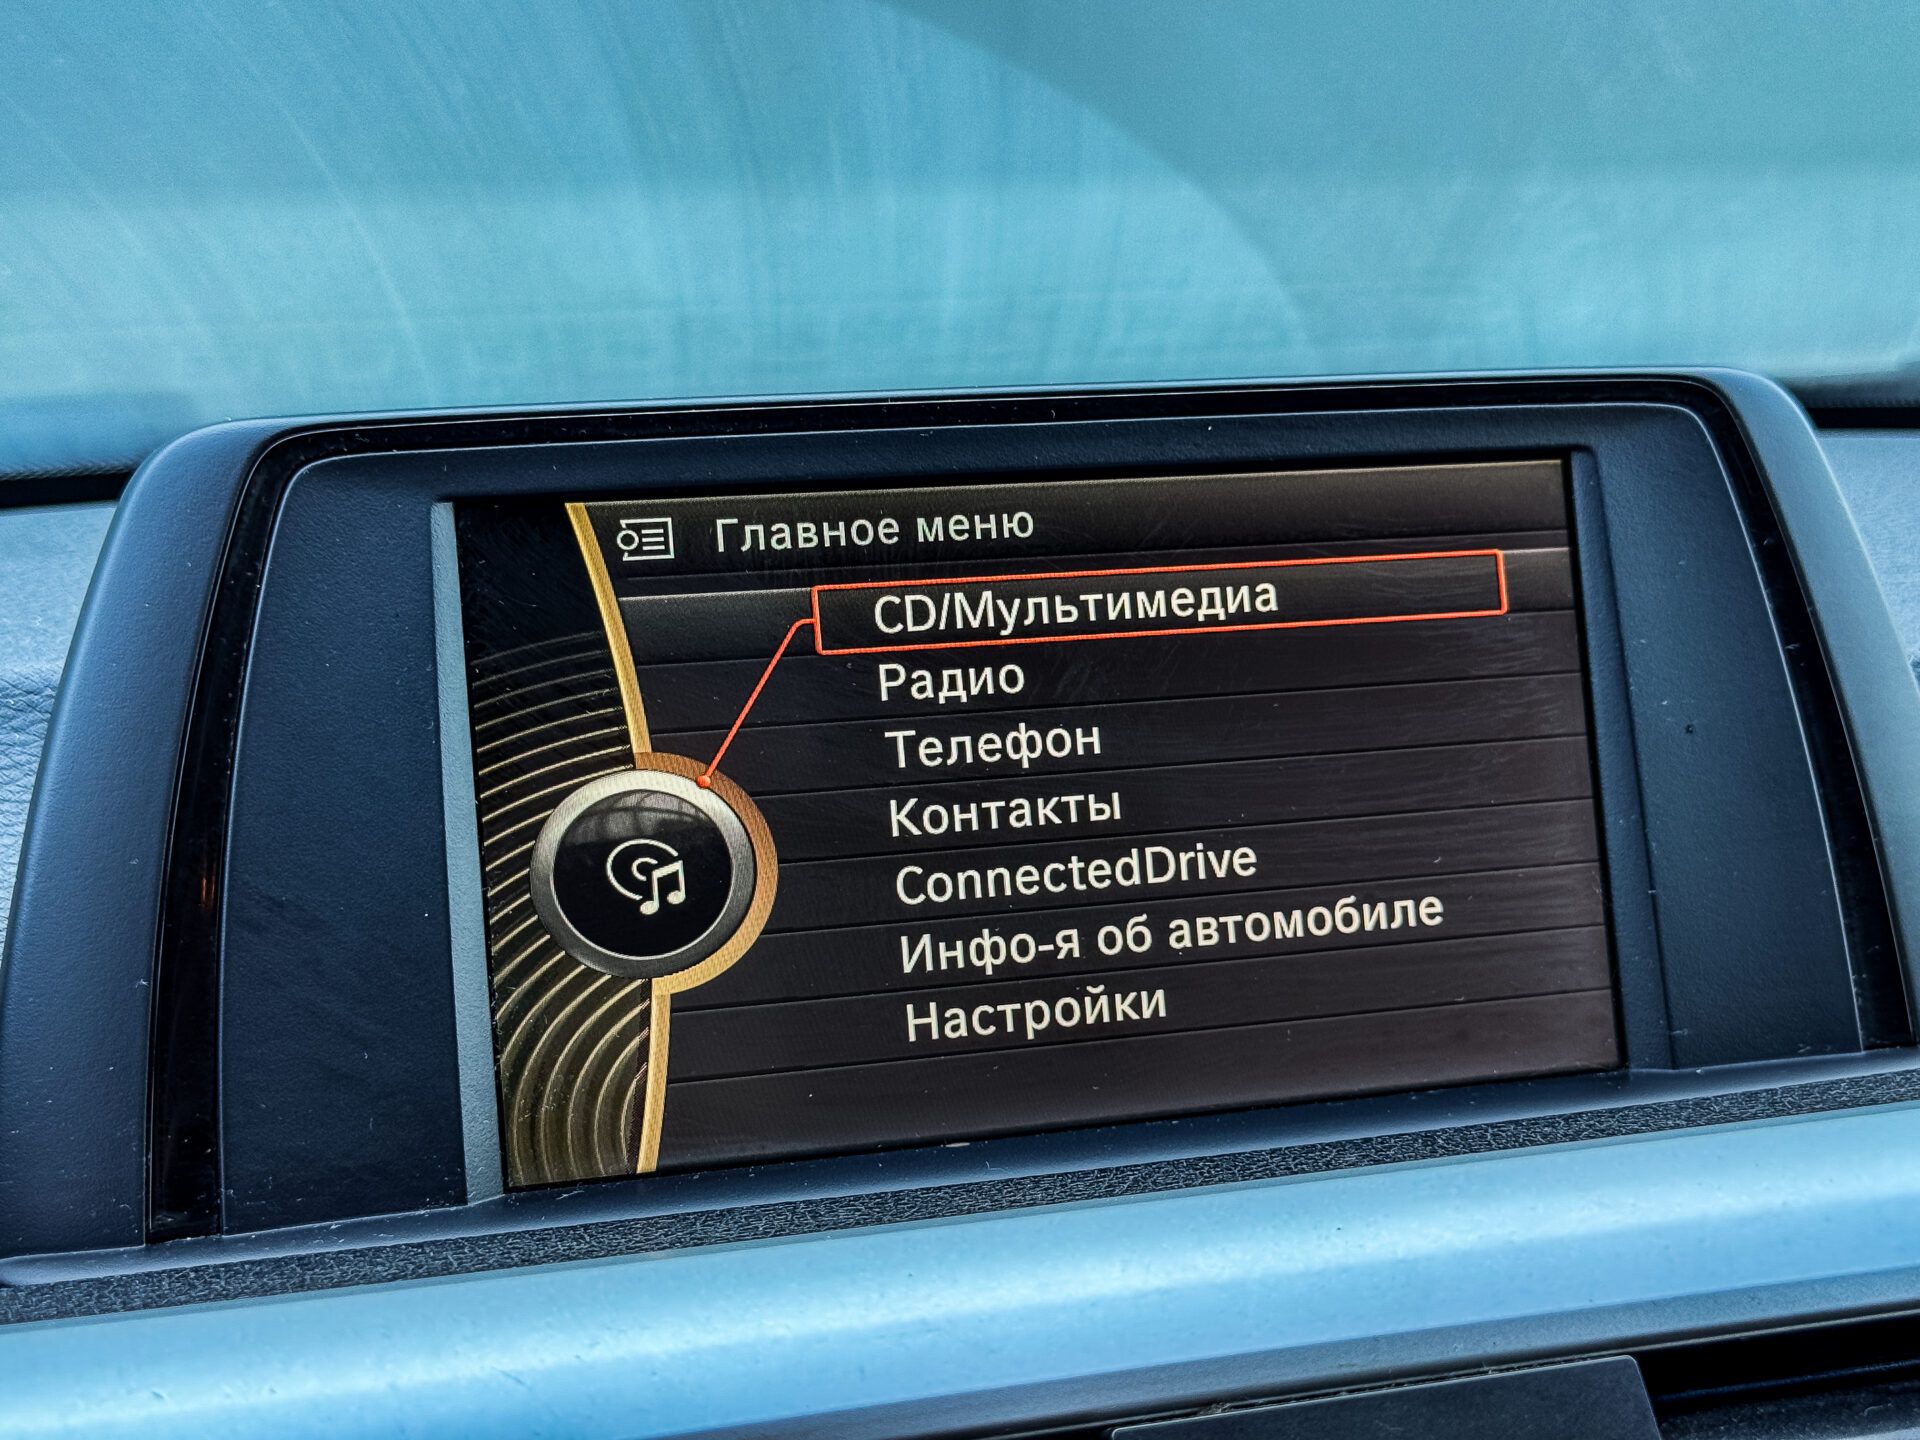 Главное меню
CD/Мультимедиа
Радио
Телефон
Контакты
ConnectedDrive
Инфо-я об автомобиле
Настройки